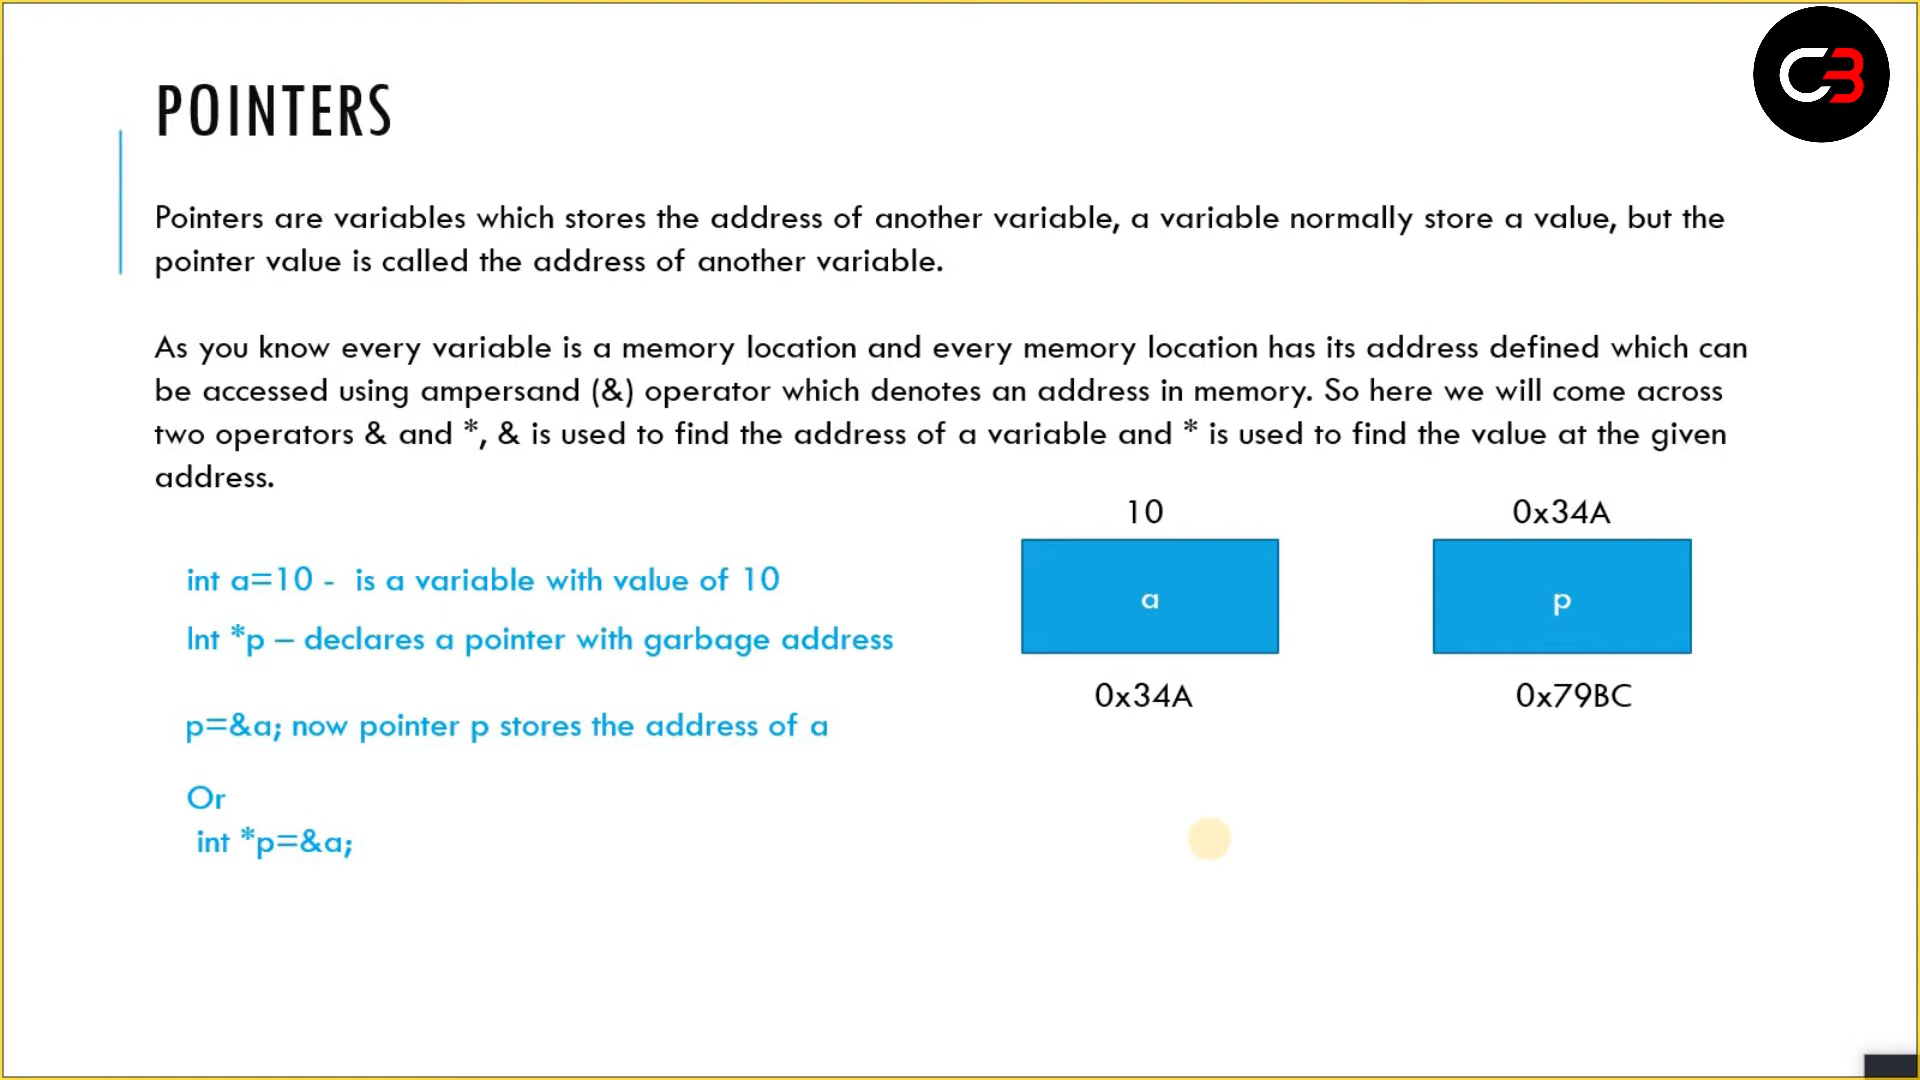 POINTERS
Pointers are variables which stores the address of another variable, a variable normally store a value, but the
pointer value is called the address of another variable.
As you know every variable is a memory location and every memory location has its address defined which can
be accessed using ampersand (&) operator which denotes an address in memory. So here we will come across
two operators & and *, & is used to find the address of a variable and * is used to find the value at the given
address.
int a=10 - is a variable with value of 10
Int *p – declares a pointer with garbage address
p=&a; now pointer p stores the address of a
Or
int *p=&a;
10
a
0x34A
0x34A
p
0x79BC
CB